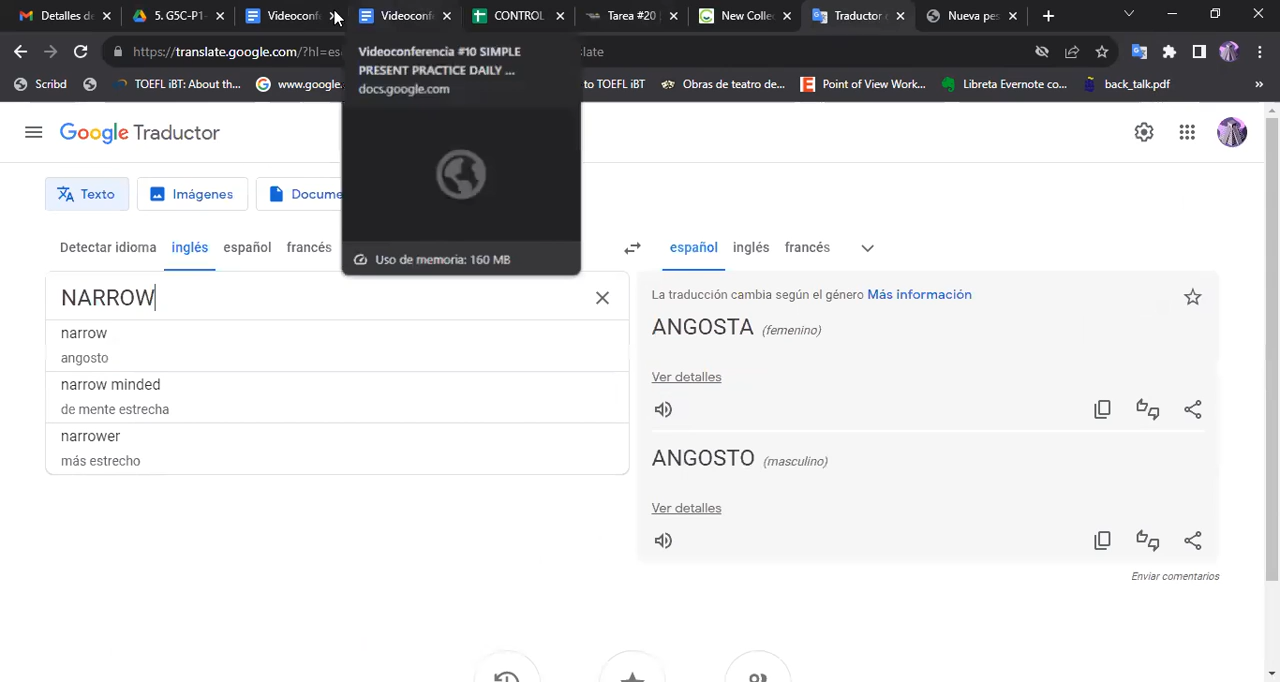 Detalles de
5. G5C-P1-
Videoconfe
Videoconfe
CONTROL
Tarea #20
New Colle
Traductor
Nueva pes
https://translate.google.com/?hl=es
late
Scribd
TOEFL iBT: About th...
www.google.
to TOEFL iBT
Obras de teatro de...
Point of View Work...
Libreta Evernote co...
back_talk.pdf
»
Videoconferencia #10 SIMPLE
PRESENT PRACTICE DAILY ...
docs.google.com
Uso de memoria: 160 MB
Google Traductor
Texto
Imágenes
Docume
Detectar idioma
inglés
español
francés
español
inglés
francés
NARROW
narrow
angosto
narrow minded
de mente estrecha
narrower
más estrecho
La traducción cambia según el género Más información
ANGOSTA (femenino)
Ver detalles
ANGOSTO (masculino)
Ver detalles
Enviar comentarios